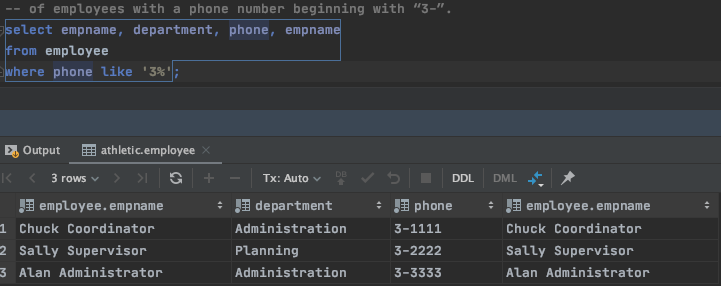 -- of employees with a phone number beginning with “3-”.
select empname, department, phone, empname
from employee
where phone like '3%';
Output athletic.employee
3 rows Tx: Auto DB DDL DML
employee.empname department phone employee.empname
1 Chuck Coordinator Administration 3-1111 Chuck Coordinator
2 Sally Supervisor Planning 3-2222 Sally Supervisor
3 Alan Administrator Administration 3-3333 Alan Administrator